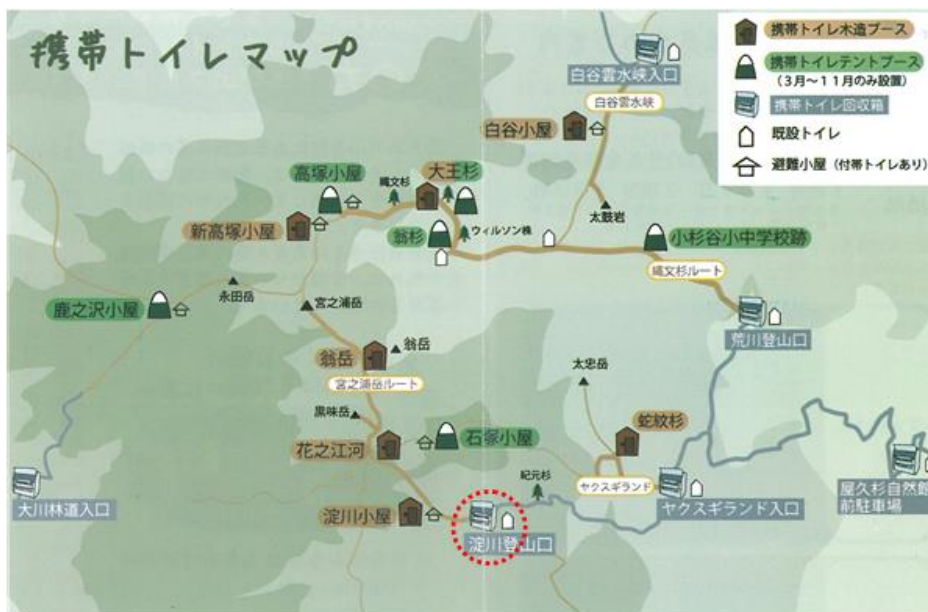 携帯トイレマップ
携帯トイレ木造ブース
携帯トイレテントブース
(3月～11月のみ設置)
携帯トイレ回収箱
既設トイレ
避難小屋(付帯トイレあり)
白谷雲水峡入口
白谷雲水峡
白谷小屋
高塚小屋
縄文杉
大王杉
太鼓岩
新高塚小屋
翁杉
ウィルソン株
小杉谷小中学校跡
縄文杉ルート
鹿之沢小屋
永田岳
宮之浦岳
荒川登山口
翁岳
翁岳
宮之浦岳ルート
太忠岳
黒味岳
蛇紋杉
花之江河
石塚小屋
大川林道入口
紀元杉
ヤクスギランド
ヤクスギランド入口
屋久杉自然館
前駐車場
淀川小屋
淀川登山口